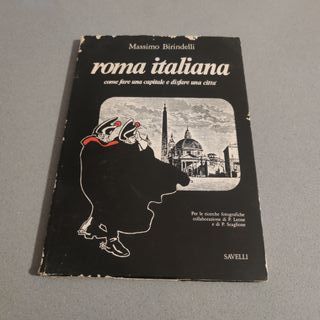 Massimo Birindelli
roma italiana
come fare una capitale e disfare una città
Per le ricerche fotografiche
collaborazione di P. Leone
e di P. Scaglione
SAVELLI